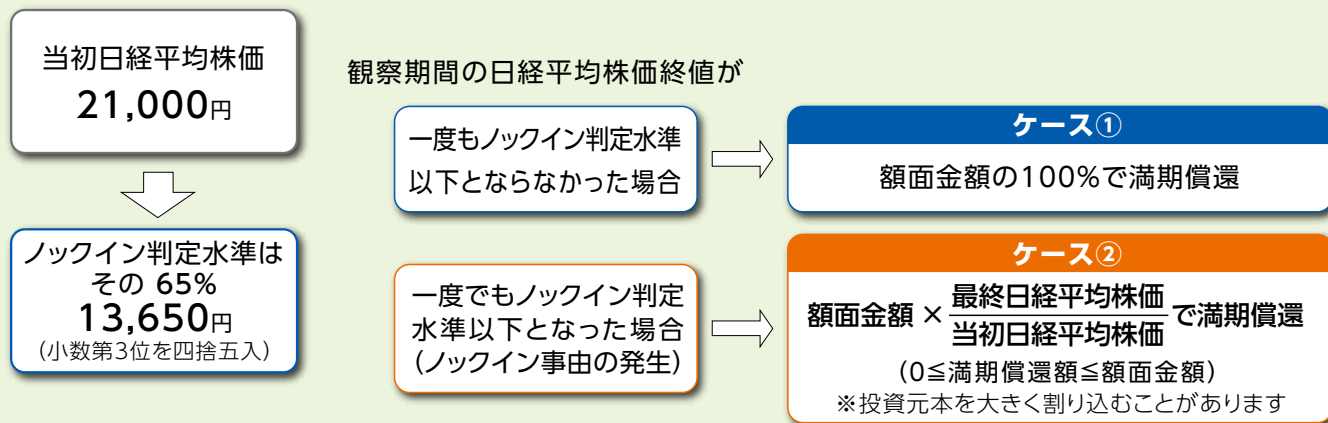 当初日経平均株価
21,000円
ノックイン判定水準は
その 65%
13,650円
(小数第3位を四捨五入)
観察期間の日経平均株価終値が
一度もノックイン判定水準
以下とならなかった場合
ケース①
額面金額の100%で満期償還
一度でもノックイン判定
水準以下となった場合
(ノックイン事由の発生)
ケース②
額面金額 × 最終日経平均株価 / 当初日経平均株価 で満期償還
(0≦満期償還額≦額面金額)
※投資元本を大きく割り込むことがあります